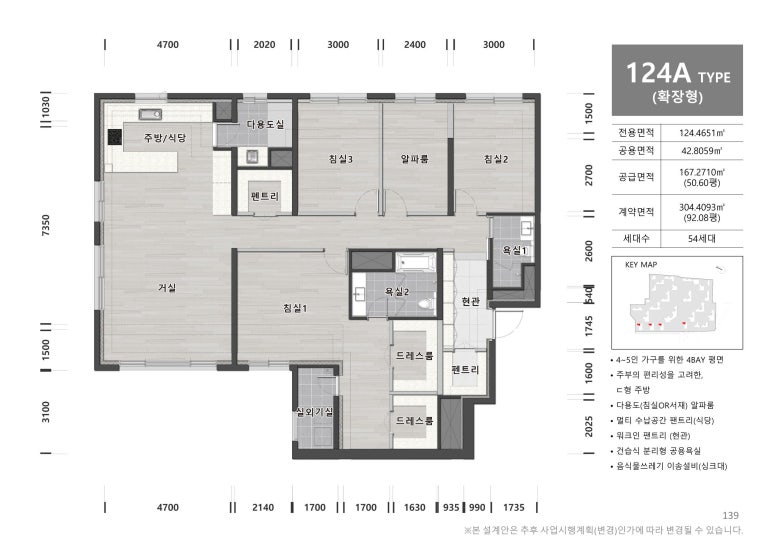 4700 2020 3000 2400 3000
124A TYPE
(확장형)
전용면적 124.4651㎡
공용면적 42.8059㎡
공급면적 167.2710㎡
(50.60평)
계약면적 304.4093㎡
(92.08평)
세대수 54세대
KEY MAP
• 4~5인 가구를 위한 4BAY 평면
• 주부의 편리성을 고려한,
ㄷ형 주방
• 다용도(침실OR서재) 알파룸
• 멀티 수납공간 팬트리(식당)
• 워크인 팬트리 (현관)
• 건습식 분리형 공용욕실
• 음식물쓰레기 이송설비(싱크대)
1030
7350
1500
3100
1500
2700
2600
540
1745
1600
2025
주방/식당
다용도실
침실3
알파룸
침실2
펜트리
욕실1
거실
침실1
욕실2
현관
드레스룸
펜트리
실외기실
드레스룸
4700 2140 1700 1700 1630 935 990 1735
139
※본 설계안은 추후 사업시행계획(변경)인가에 따라 변경될 수 있습니다.